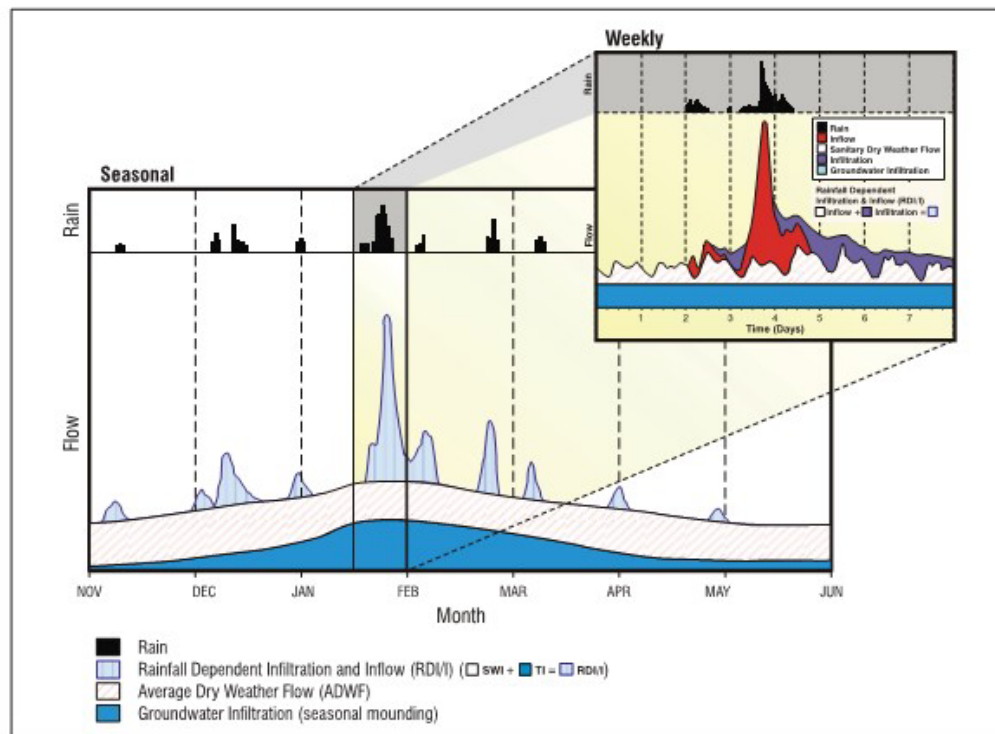 Weekly
Rain
Rain
Inflow
Sanitary Dry Weather Flow
Infiltration
Groundwater Infiltration
Rainfall Dependent
Infiltration & Inflow (RDI/I)
Inflow + Infiltration =
Flow
1 2 3 4 5 6 7
Time (Days)
Seasonal
Rain
Flow
NOV DEC JAN FEB MAR APR MAY JUN
Month
Rain
Rainfall Dependent Infiltration and Inflow (RDI/I) ( SWI + TI = RDI/I)
Average Dry Weather Flow (ADWF)
Groundwater Infiltration (seasonal mounding)